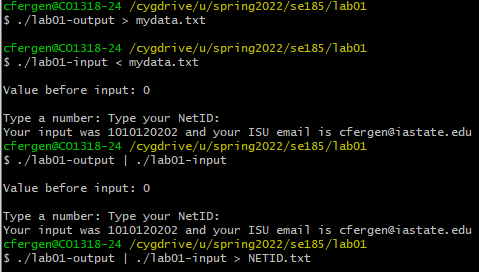 cfergen@CO1318-24 /cygdrive/u/spring2022/se185/lab01
$ ./lab01-output > mydata.txt
cfergen@CO1318-24 /cygdrive/u/spring2022/se185/lab01
$ ./lab01-input < mydata.txt
Value before input: 0
Type a number: Type your NetID:
Your input was 1010120202 and your ISU email is cfergen@iastate.edu
cfergen@CO1318-24 /cygdrive/u/spring2022/se185/lab01
$ ./lab01-output | ./lab01-input
Value before input: 0
Type a number: Type your NetID:
Your input was 1010120202 and your ISU email is cfergen@iastate.edu
cfergen@CO1318-24 /cygdrive/u/spring2022/se185/lab01
$ ./lab01-output | ./lab01-input > NETID.txt